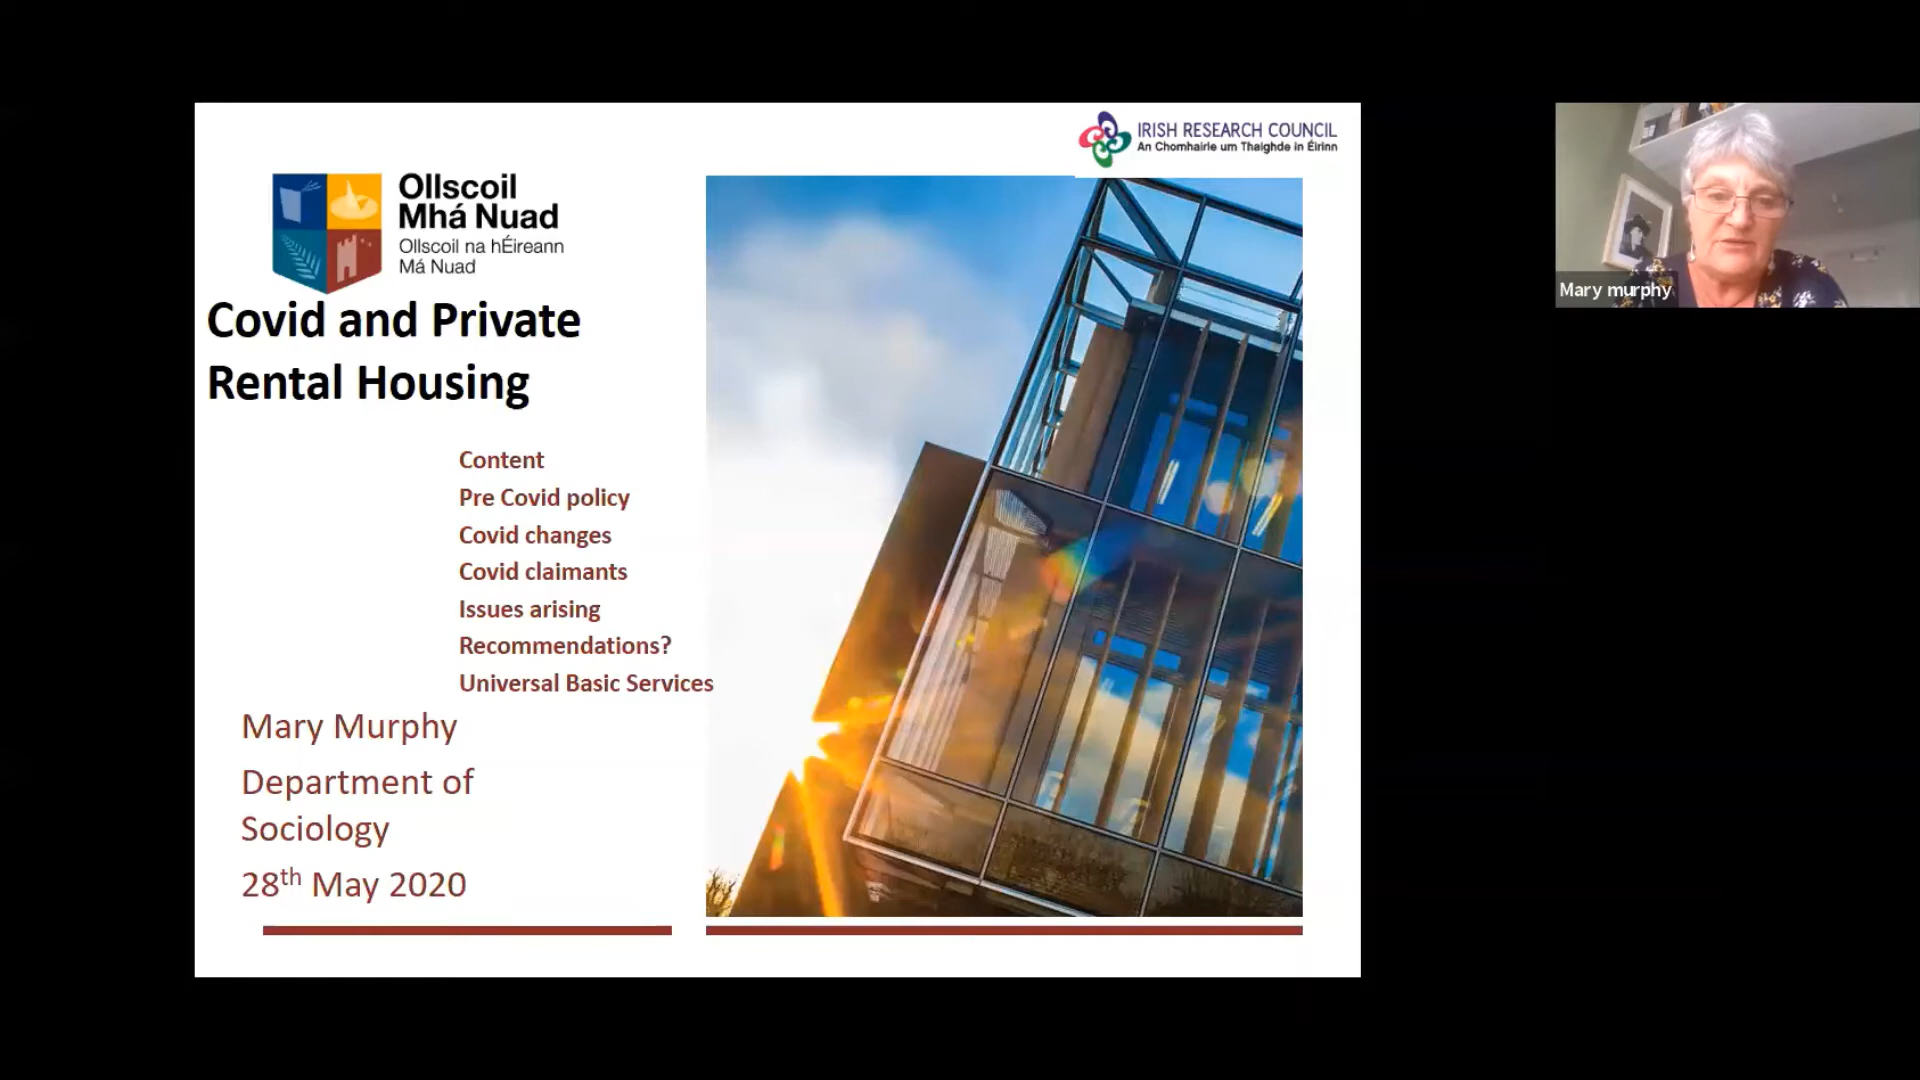 IRISH RESEARCH COUNCIL
An Chomhairle um Thaighde in Éirinn
Ollscoil
Mhá Nuad
Ollscoil na hÉireann
Má Nuad
Covid and Private
Rental Housing
Content
Pre Covid policy
Covid changes
Covid claimants
Issues arising
Recommendations?
Universal Basic Services
Mary Murphy
Department of
Sociology
28th May 2020
Mary murphy